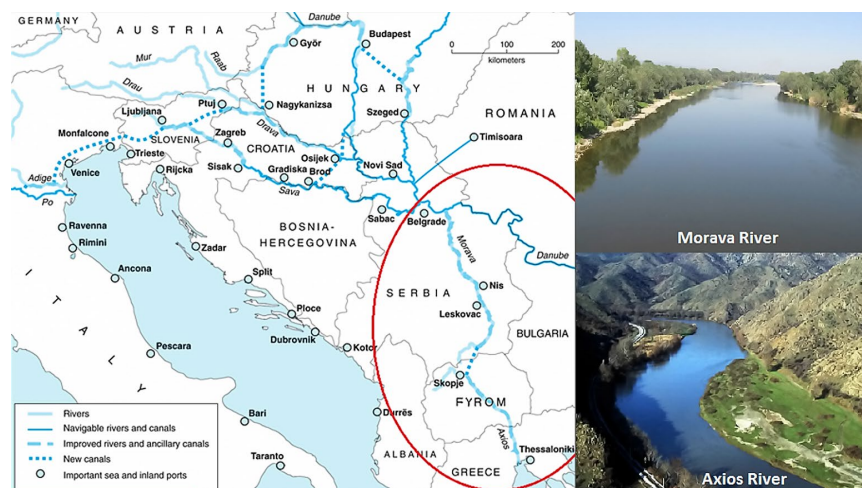 GERMANY
AUSTRIA
Danube
Budapest
Győr
Mur
Raab
0 100 200
kilometers
HUNGARY
Drau
Ptuj
Nagykanizsa
Szeged
ROMANIA
Ljubljana
Timisoara
Monfalcone
SLOVENIA
Zagreb
Drava
CROATIA
Osijek
Novi Sad
Trieste
Adige
Venice
Rijcka
Sisak
Gradiska
Brod
Po
Sava
Sabac
Belgrade
Ravenna
BOSNIA-
HERCEGOVINA
Morava
Rimini
Zadar
Danube
Ancona
Split
SERBIA
Nis
Leskovac
Ploce
BULGARIA
Dubrovnik
Kotor
Pescara
ITALY
Skopje
FYROM
Rivers
Navigable rivers and canals
Improved rivers and ancillary canals
New canals
Important sea and inland ports
Bari
Durrës
Axios
ALBANIA
Thessaloniki
Taranto
GREECE
Morava River
Axios River